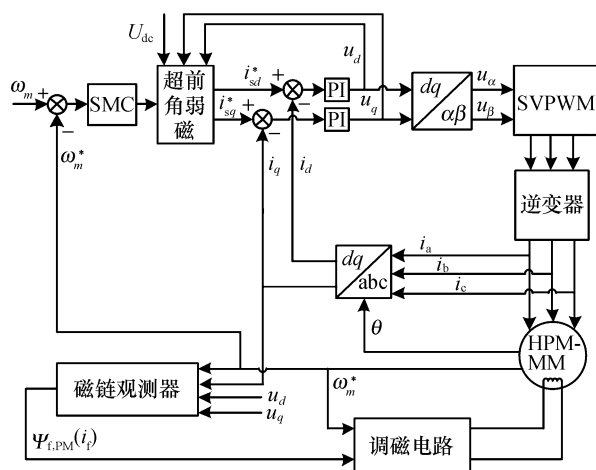 U_dc
i*_sd
u_d
u_α
ω_m
+
−
SMC
超前角弱磁
+
−
PI
dq
αβ
SVPWM
i*_sq
+
−
PI
u_q
u_β
ω*_m
i_q
i_d
逆变器
dq
abc
i_a
i_b
i_c
θ
HPM-
MM
磁链观测器
u_d
u_q
ω*_m
Ψ_f,PM(i_f)
调磁电路